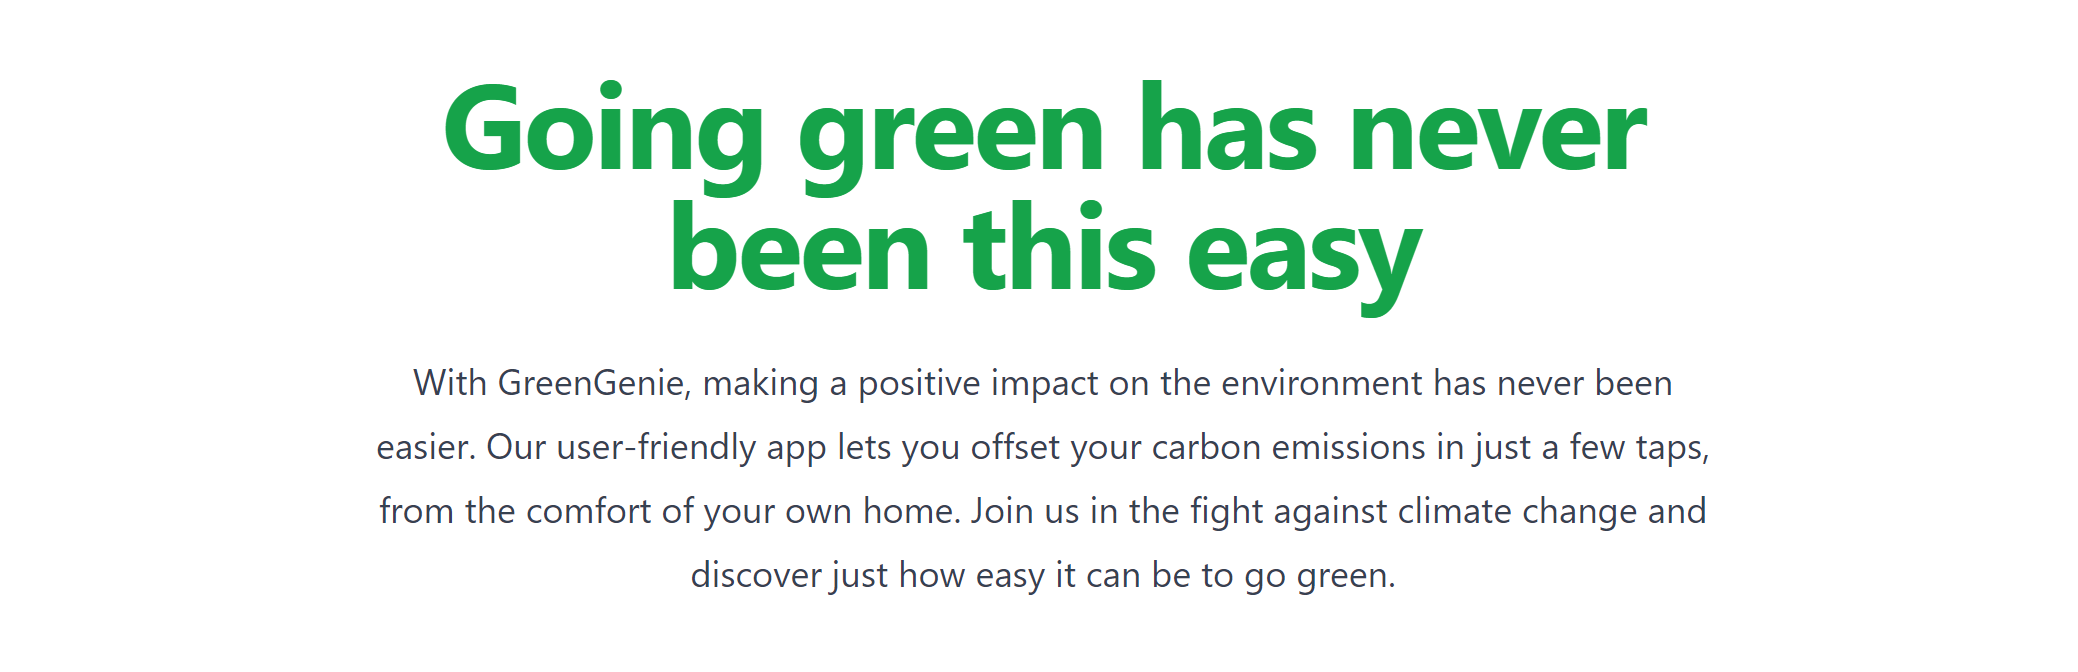 Going green has never
been this easy
With GreenGenie, making a positive impact on the environment has never been
easier. Our user-friendly app lets you offset your carbon emissions in just a few taps,
from the comfort of your own home. Join us in the fight against climate change and
discover just how easy it can be to go green.